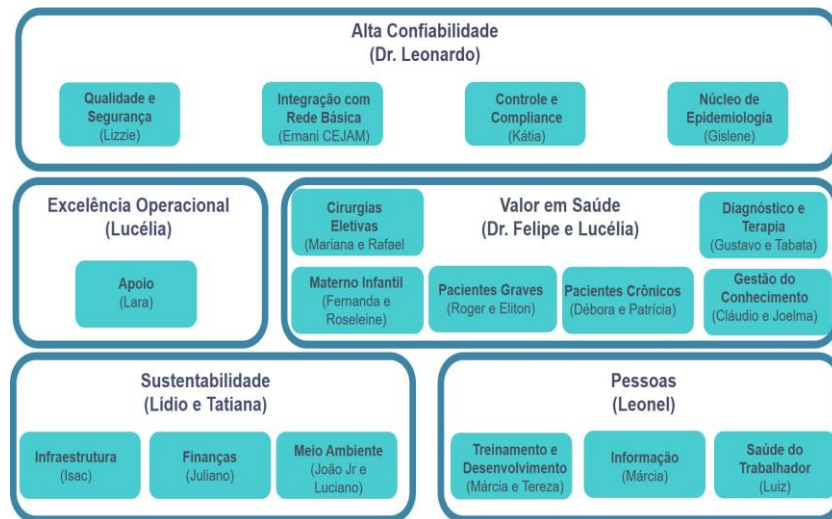 Alta Confiabilidade
(Dr. Leonardo)
Qualidade e
Segurança
(Lizzie)
Integração com
Rede Básica
(Ernani CEJAM)
Controle e
Compliance
(Kátia)
Núcleo de
Epidemiologia
(Gislene)
Excelência Operacional
(Lucélia)
Apoio
(Lara)
Valor em Saúde
(Dr. Felipe e Lucélia)
Cirurgias
Eletivas
(Mariana e Rafael
Diagnóstico e
Terapia
(Gustavo e Tabata)
Materno Infantil
(Fernanda e
Roseleine)
Pacientes Graves
(Roger e Eliton)
Pacientes Crônicos
(Débora e Patrícia)
Gestão do
Conhecimento
(Cláudio e Joelma)
Sustentabilidade
(Lídio e Tatiana)
Infraestrutura
(Isac)
Finanças
(Juliano)
Meio Ambiente
(João Jr e
Luciano)
Pessoas
(Leonel)
Treinamento e
Desenvolvimento
(Márcia e Tereza)
Informação
(Márcia)
Saúde do
Trabalhador
(Luiz)